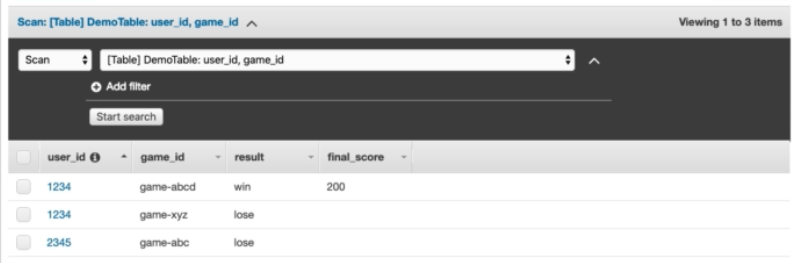 Scan: [Table] DemoTable: user_id, game_id
Viewing 1 to 3 items
Scan
[Table] DemoTable: user_id, game_id
Add filter
Start search
user_id game_id result final_score
1234 game-abcd win 200
1234 game-xyz lose
2345 game-abc lose